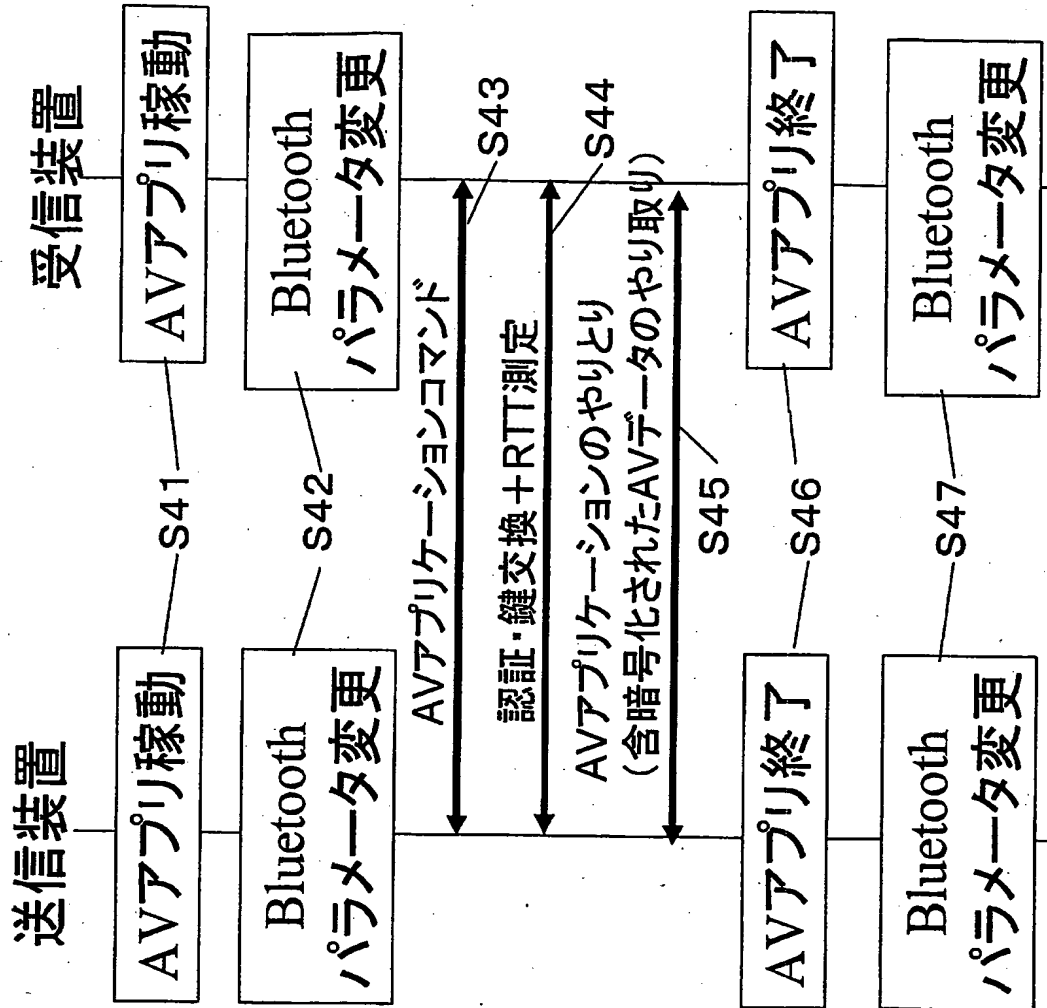 送信装置
受信装置
AVアプリ稼動
S41
AVアプリ稼動
Bluetooth
パラメータ変更
S42
Bluetooth
パラメータ変更
AVアプリケーションコマンド
S43
認証・鍵交換+RTT測定
S44
AVアプリケーションのやりとり
(含暗号化されたAVデータのやり取り)
S45
AVアプリ終了
S46
AVアプリ終了
Bluetooth
パラメータ変更
S47
Bluetooth
パラメータ変更